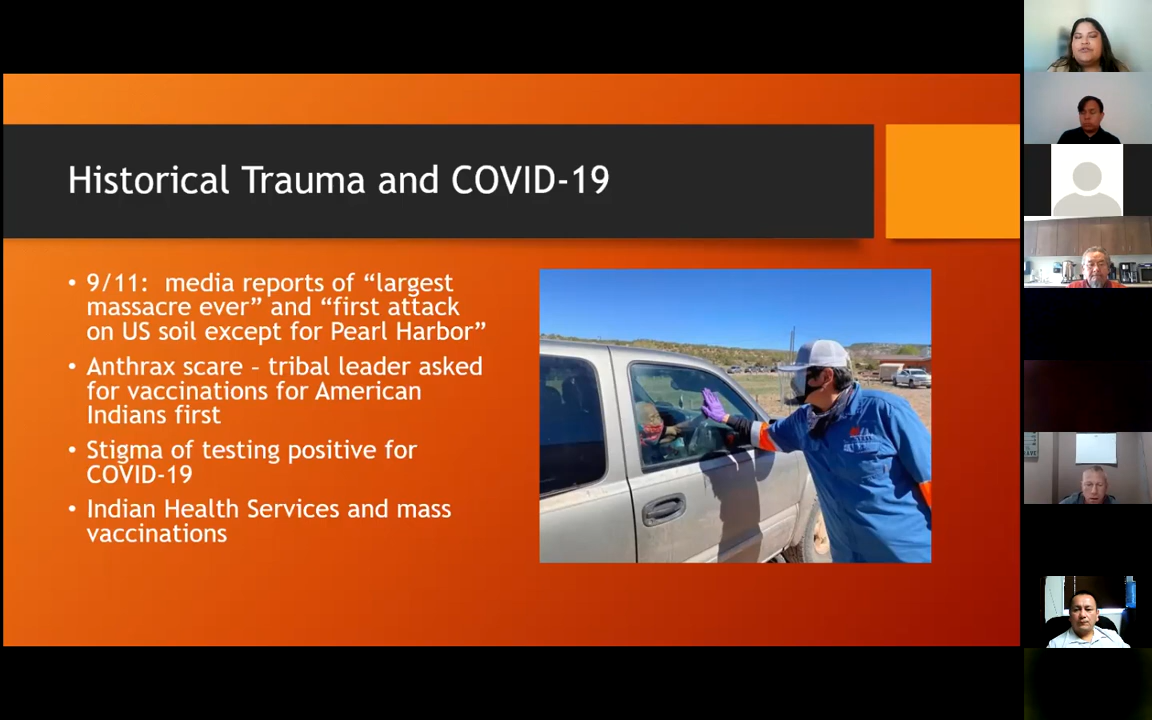 Historical Trauma and COVID-19
• 9/11:  media reports of “largest
massacre ever” and “first attack
on US soil except for Pearl Harbor”
• Anthrax scare – tribal leader asked
for vaccinations for American
Indians first
• Stigma of testing positive for
COVID-19
• Indian Health Services and mass
vaccinations